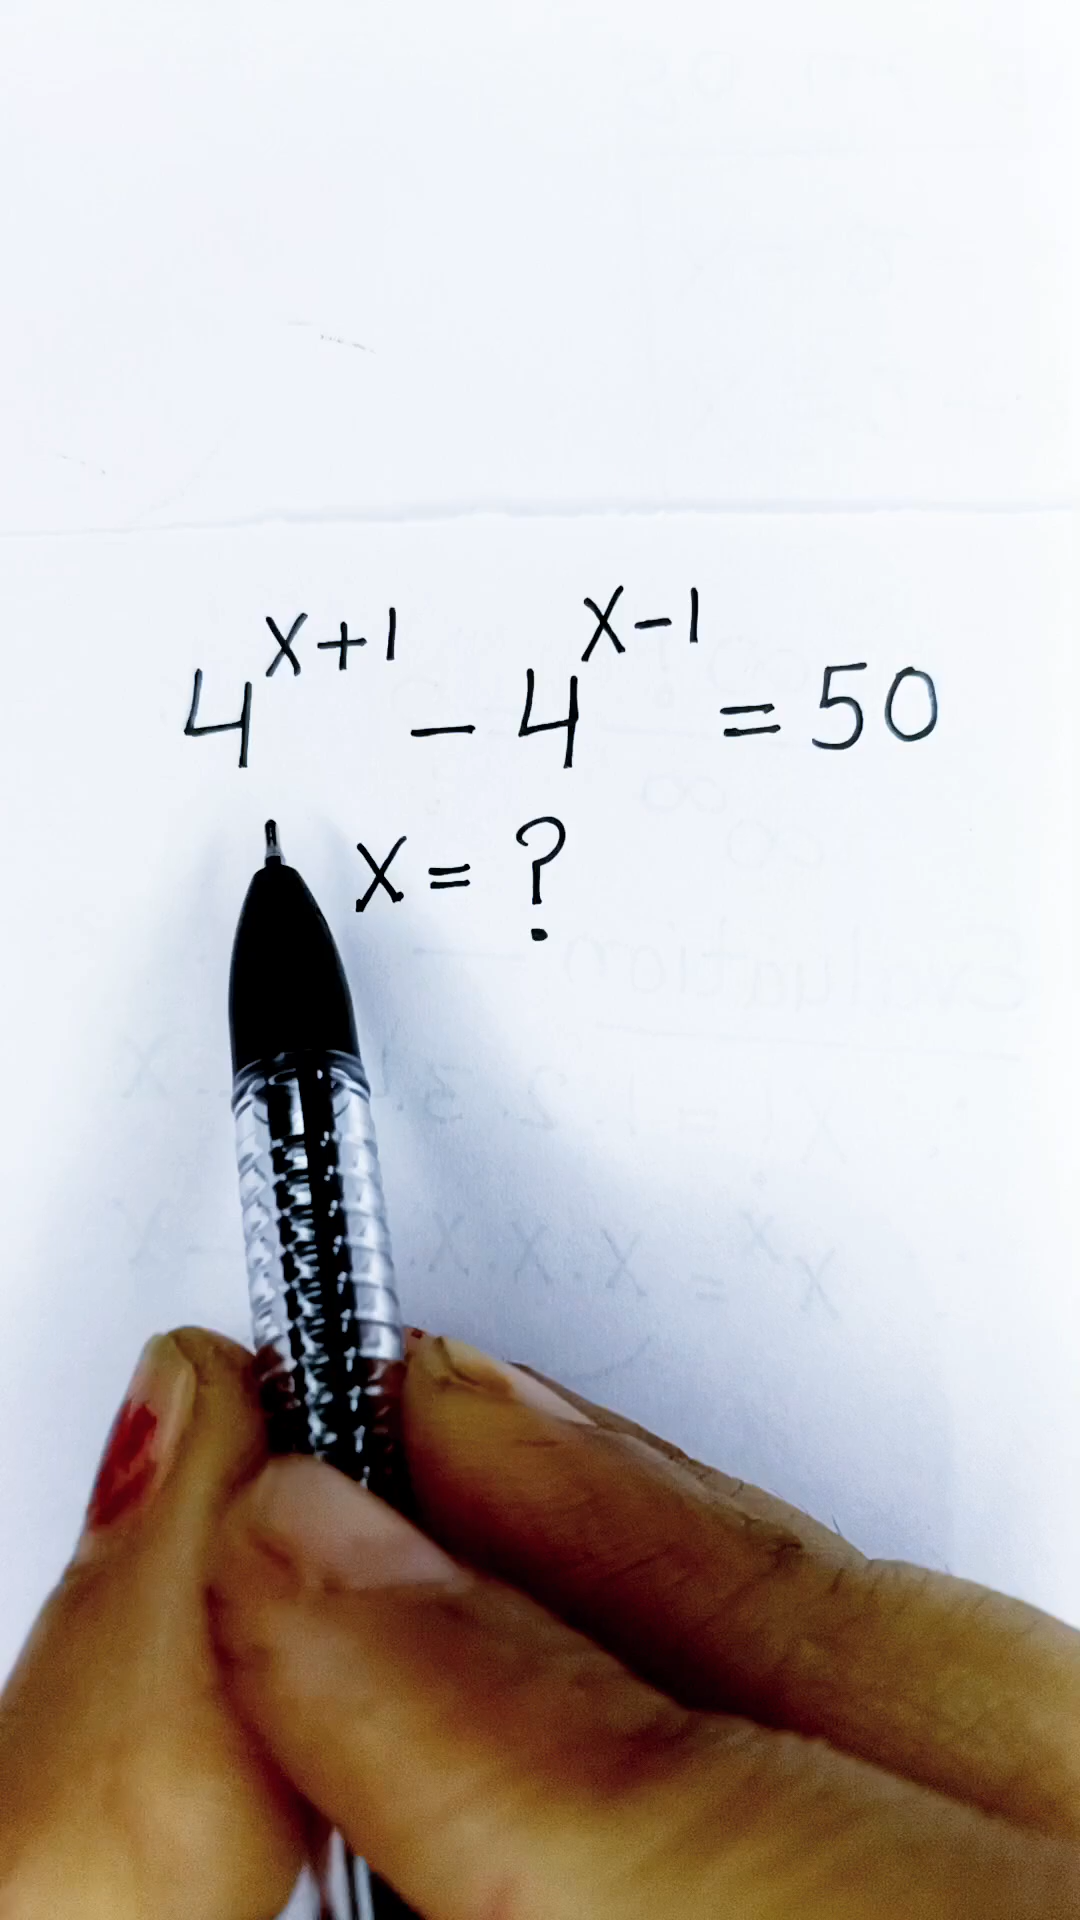 4^{x+1} - 4^{x-1} = 50
x = ?